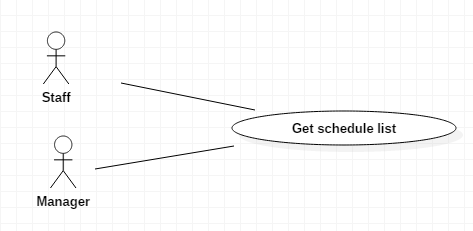 Staff
Get schedule list
Manager